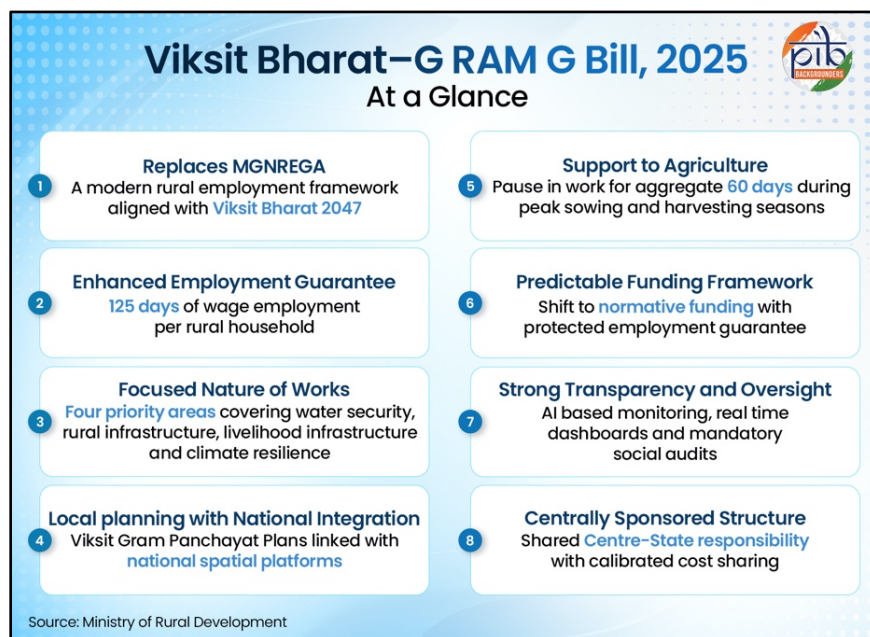 Viksit Bharat–G RAM G Bill, 2025
At a Glance
pib
BACKGROUNDERS
1
Replaces MGNREGA
A modern rural employment framework
aligned with Viksit Bharat 2047
2
Enhanced Employment Guarantee
125 days of wage employment
per rural household
3
Focused Nature of Works
Four priority areas covering water security,
rural infrastructure, livelihood infrastructure
and climate resilience
4
Local planning with National Integration
Viksit Gram Panchayat Plans linked with
national spatial platforms
5
Support to Agriculture
Pause in work for aggregate 60 days during
peak sowing and harvesting seasons
6
Predictable Funding Framework
Shift to normative funding with
protected employment guarantee
7
Strong Transparency and Oversight
AI based monitoring, real time
dashboards and mandatory
social audits
8
Centrally Sponsored Structure
Shared Centre-State responsibility
with calibrated cost sharing
Source: Ministry of Rural Development